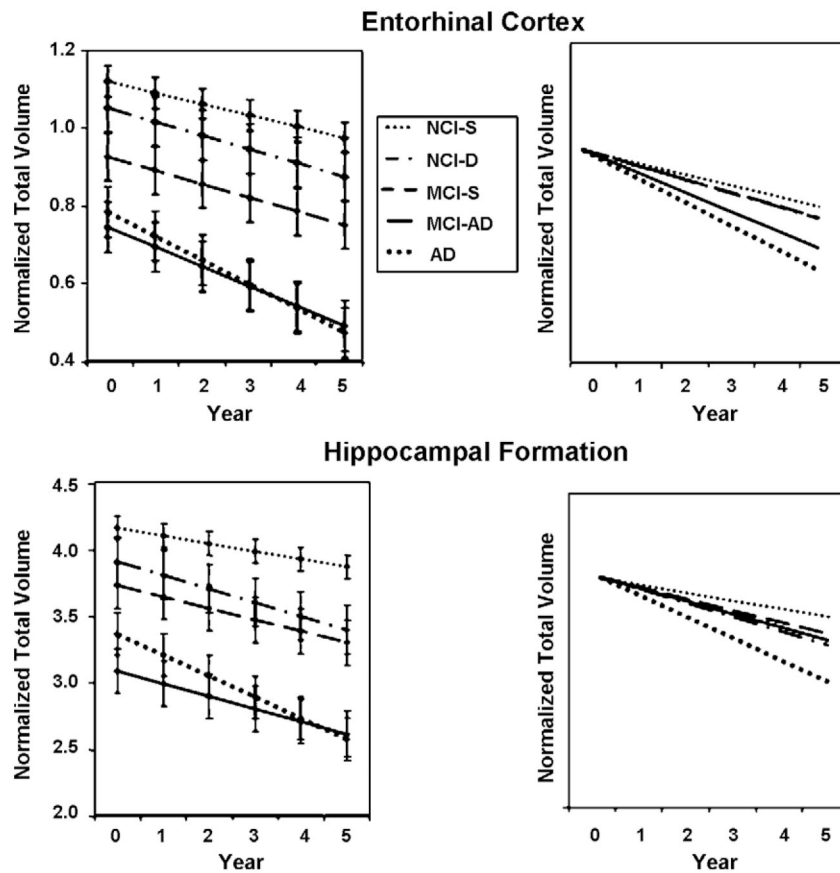 Entorhinal Cortex
Normalized Total Volume
1.2
1.0
0.8
0.6
0.4
0 1 2 3 4 5
Year
NCI-S
NCI-D
MCI-S
MCI-AD
AD
Normalized Total Volume
0 1 2 3 4 5
Year
Hippocampal Formation
Normalized Total Volume
4.5
4.0
3.5
3.0
2.5
2.0
0 1 2 3 4 5
Year
Normalized Total Volume
0 1 2 3 4 5
Year